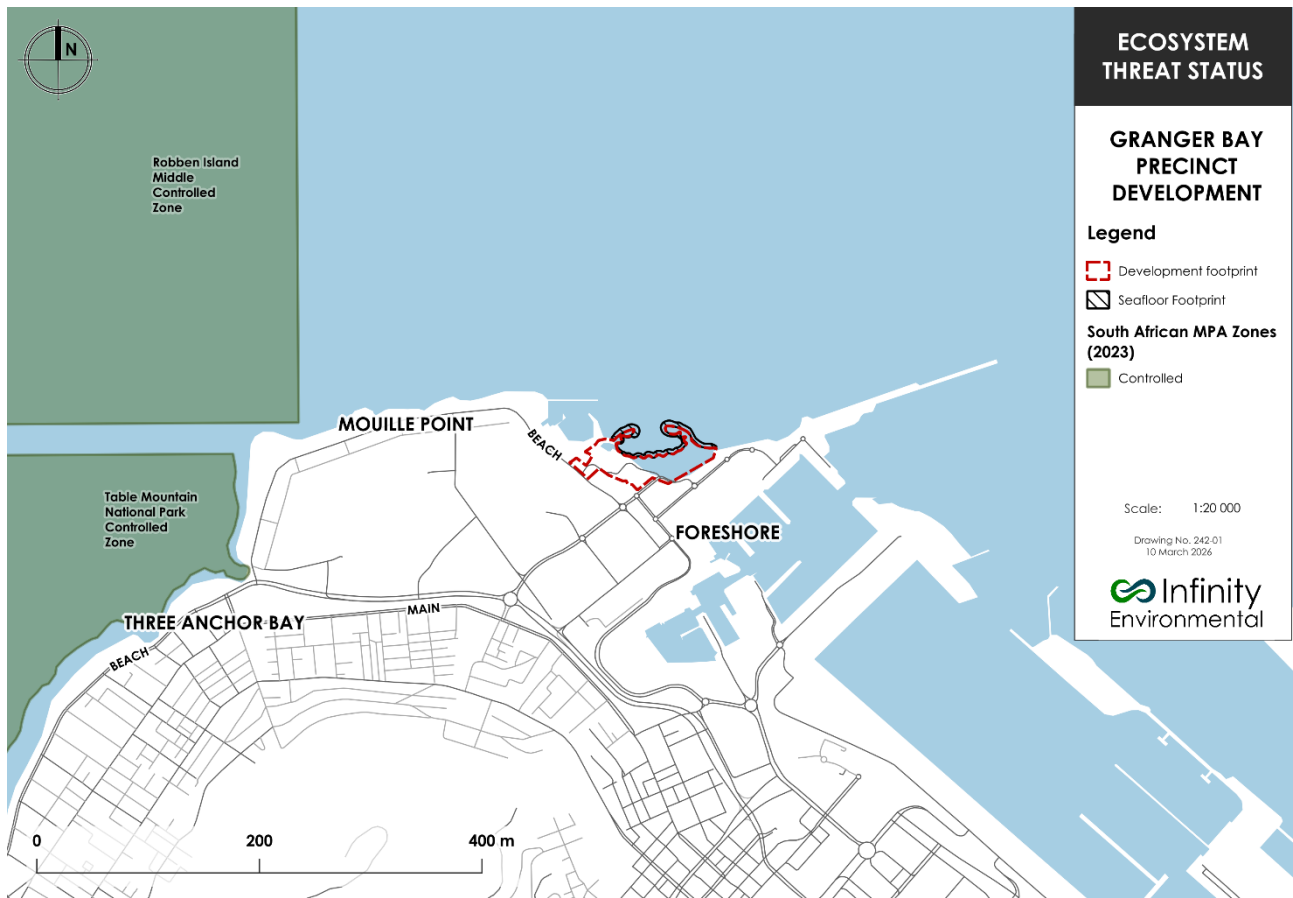 N
Robben Island
Middle
Controlled
Zone
MOUILLE POINT
BEACH
Table Mountain
National Park
Controlled
Zone
FORESHORE
THREE ANCHOR BAY
MAIN
BEACH
0 200 400 m
ECOSYSTEM
THREAT STATUS
GRANGER BAY
PRECINCT
DEVELOPMENT
Legend
Development footprint
Seafloor Footprint
South African MPA Zones
(2023)
Controlled
Scale: 1:20 000
Drawing No. 242-01
10 March 2026
Infinity
Environmental